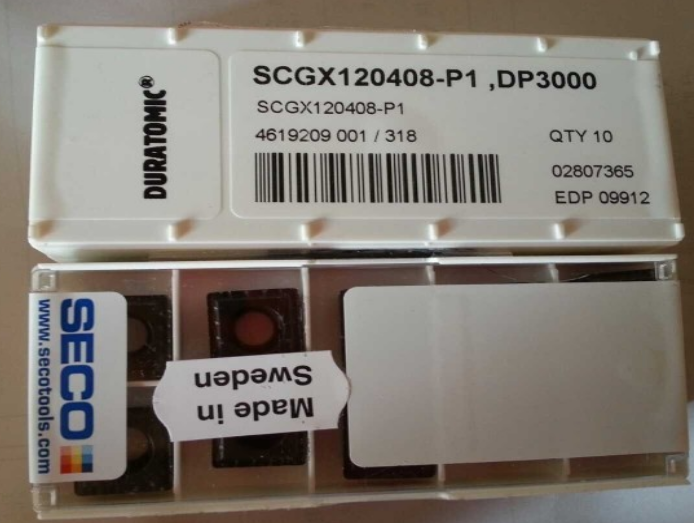 DURATOMIC®
SCGX120408-P1 ,DP3000
SCGX120408-P1
4619209 001 / 318
QTY 10
02807365
EDP 09912
SECO
www.secotools.com
Made in
Sweden